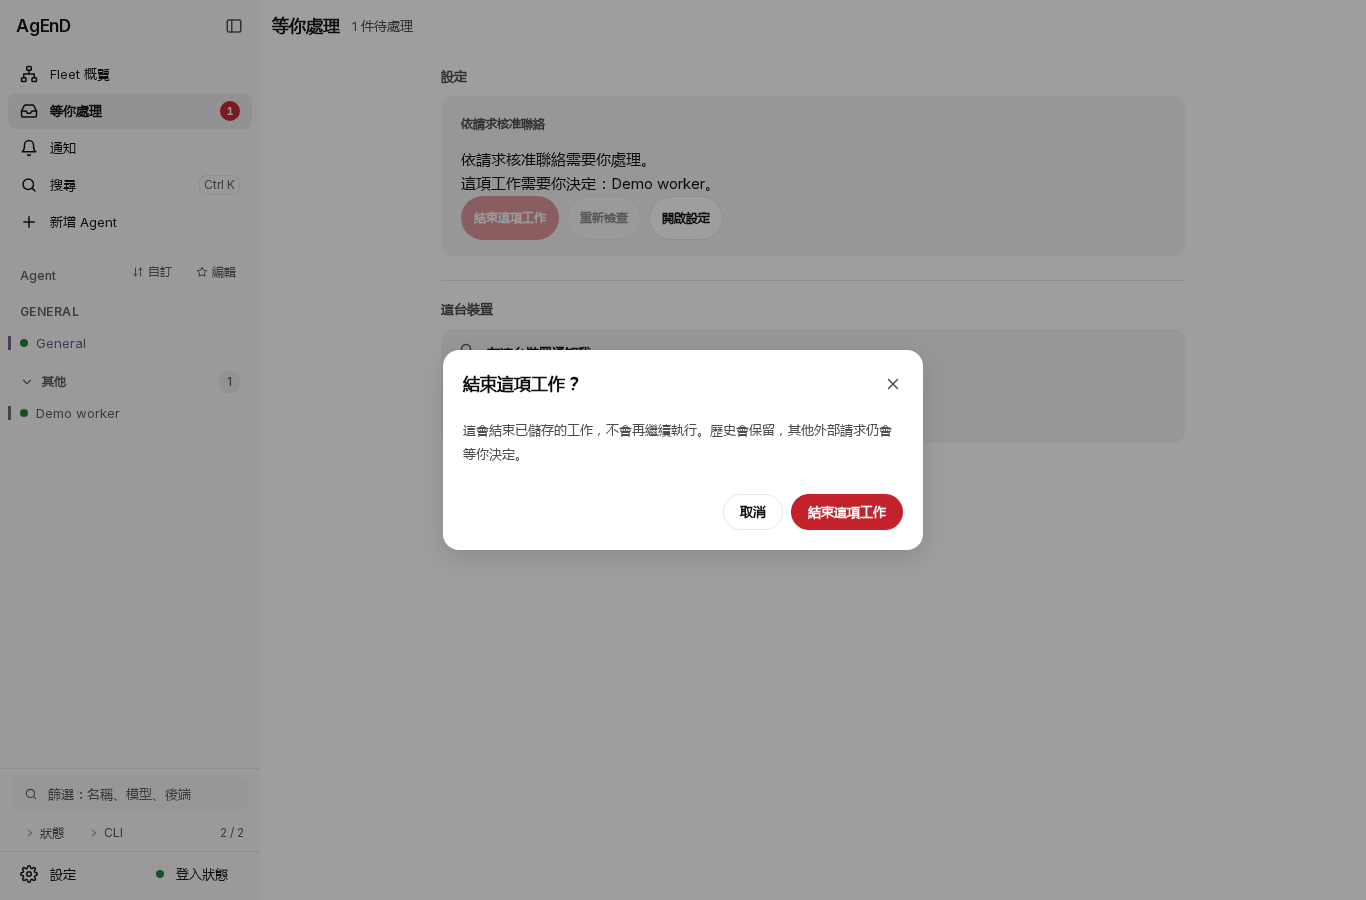 AgEnD
Fleet 概覽
等你處理
1
通知
搜尋
Ctrl K
新增 Agent
Agent
自訂
編輯
GENERAL
General
其他
1
Demo worker
篩選：名稱、模型、後端
狀態
CLI
2 / 2
設定
登入狀態
等你處理
1 件待處理
設定
依請求核准聯絡
依請求核准聯絡需要你處理。
這項工作需要你決定：Demo worker。
結束這項工作
重新檢查
開啟設定
這台裝置
結束這項工作？
這會結束已儲存的工作，不會再繼續執行。歷史會保留，其他外部請求仍會
等你決定。
取消
結束這項工作